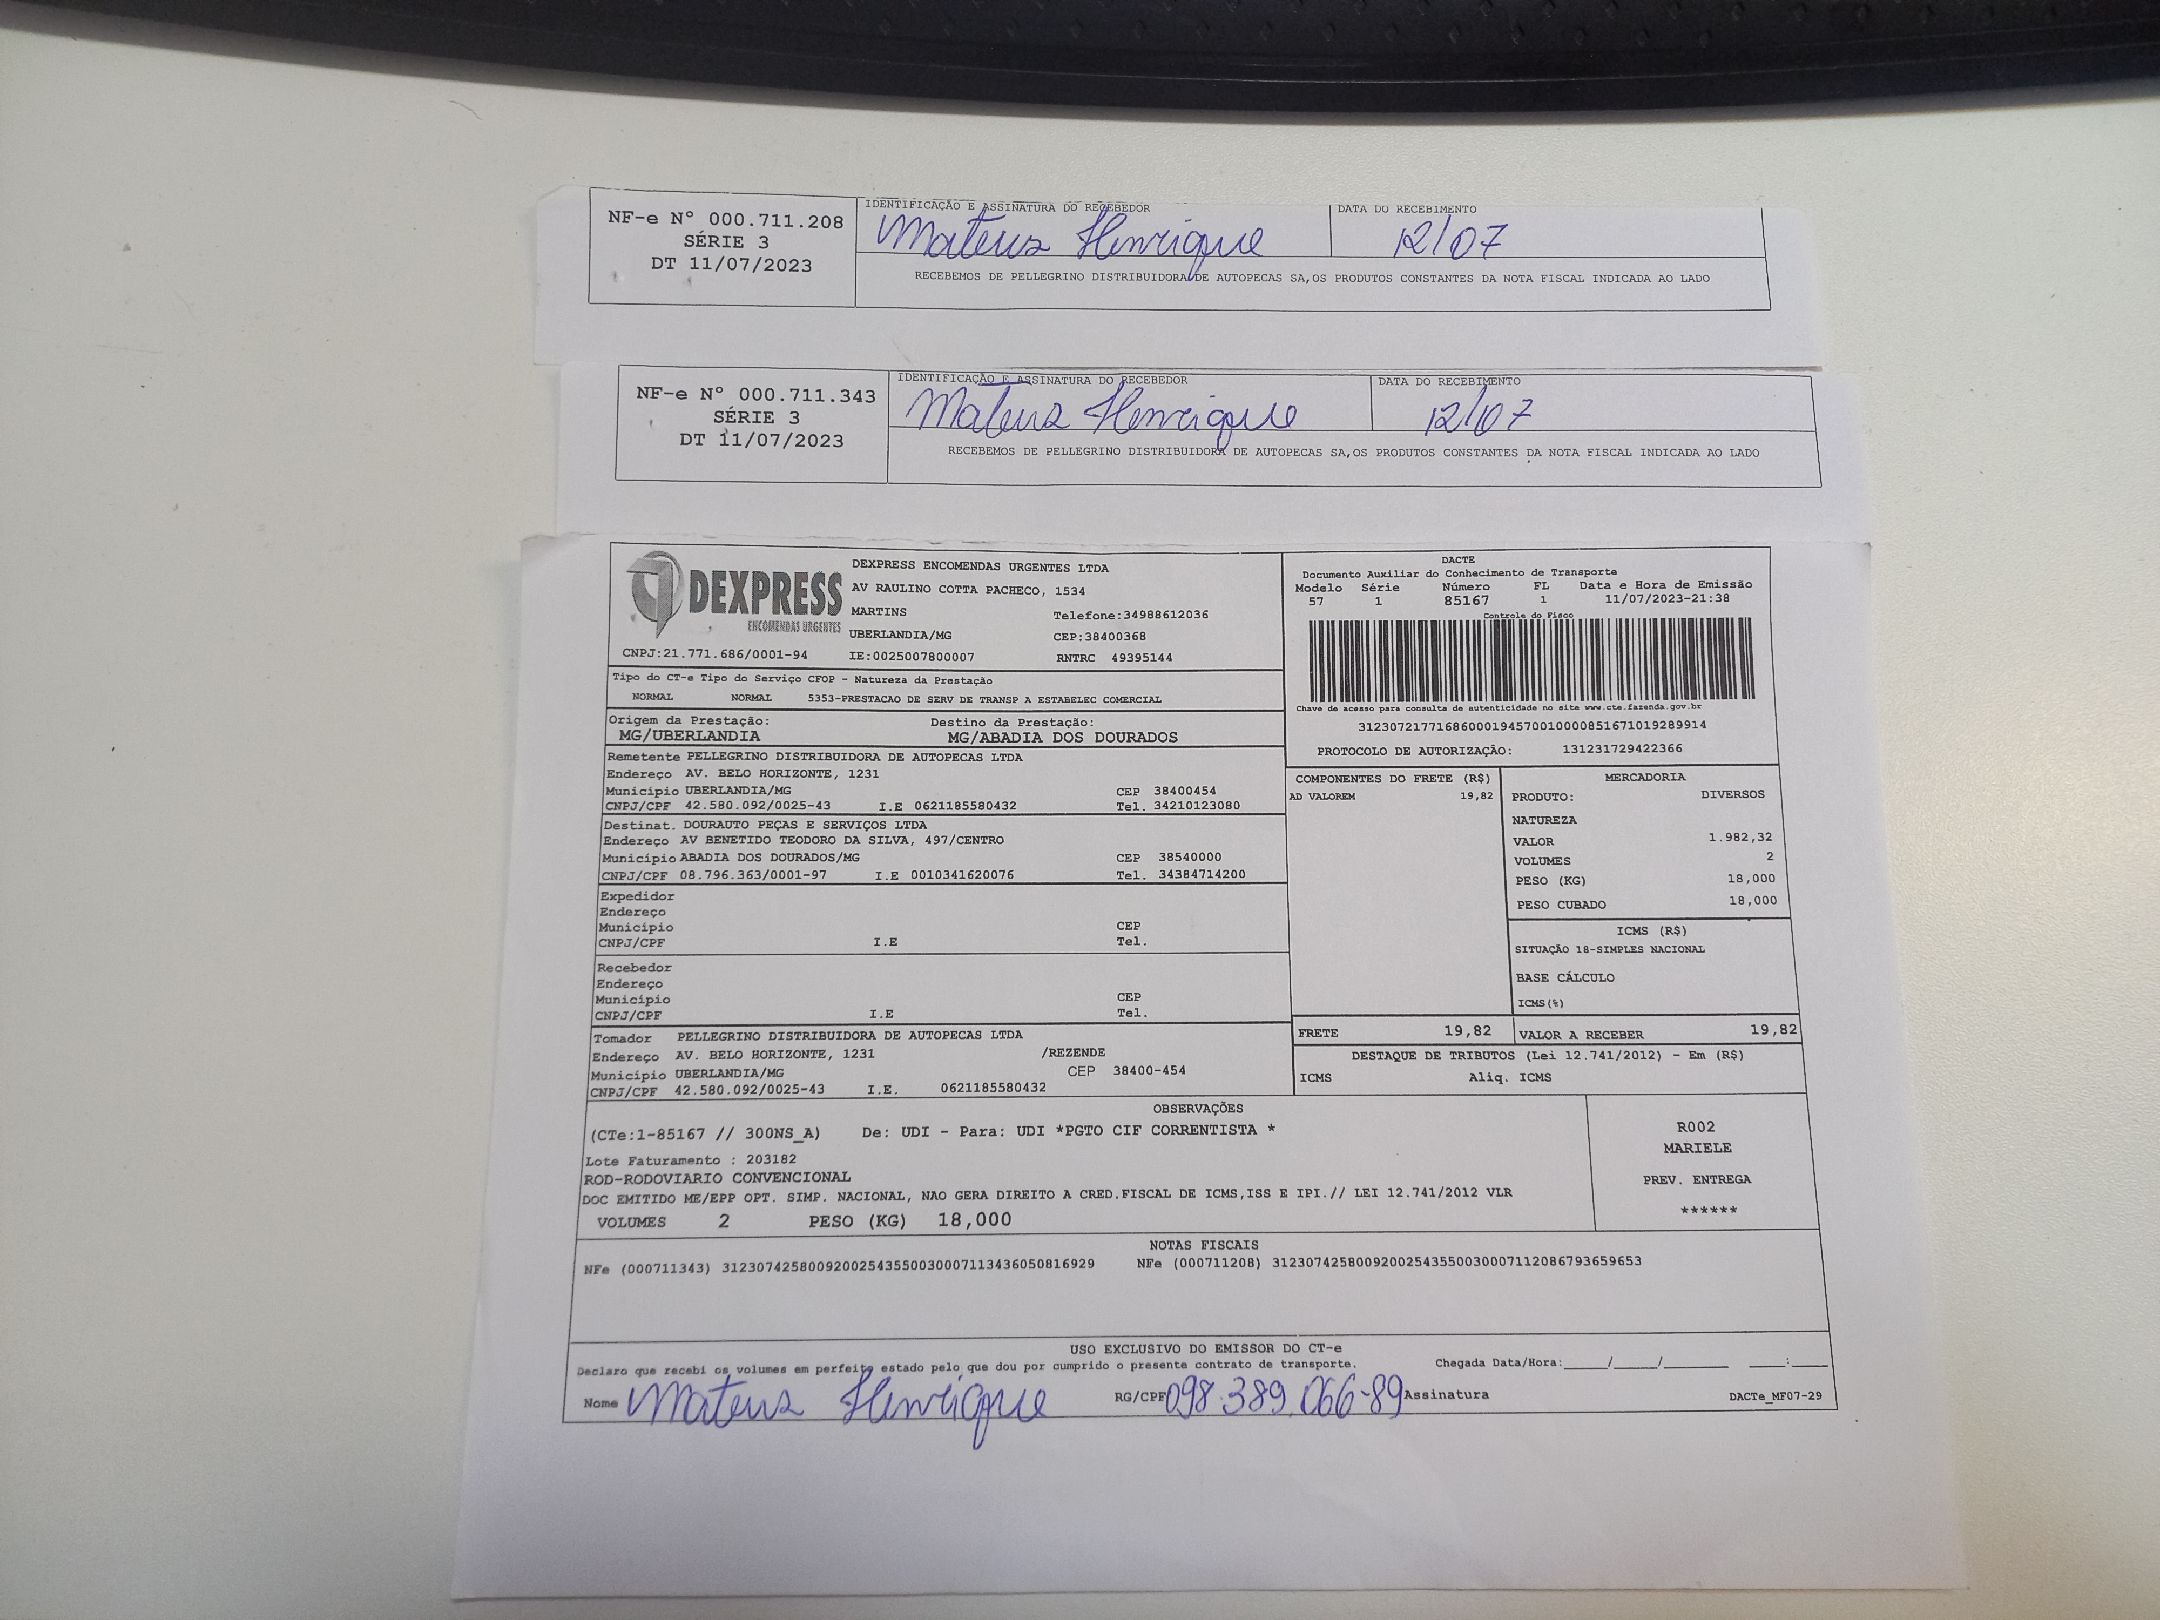 NF-e Nº 000.711.208
SÉRIE 3
DT 11/07/2023
IDENTIFICAÇÃO E ASSINATURA DO RECEBEDOR
Mateus Henrique
DATA DO RECEBIMENTO
12/07
RECEBEMOS DE PELLEGRINO DISTRIBUIDORA DE AUTOPECAS SA,OS PRODUTOS CONSTANTES DA NOTA FISCAL INDICADA AO LADO
NF-e Nº 000.711.343
SÉRIE 3
DT 11/07/2023
IDENTIFICAÇÃO E ASSINATURA DO RECEBEDOR
Mateus Henrique
DATA DO RECEBIMENTO
12/07
RECEBEMOS DE PELLEGRINO DISTRIBUIDORA DE AUTOPECAS SA,OS PRODUTOS CONSTANTES DA NOTA FISCAL INDICADA AO LADO
DEXPRESS
ENCOMENDAS URGENTES
DEXPRESS ENCOMENDAS URGENTES LTDA
AV RAULINO COTTA PACHECO, 1534
MARTINS Telefone:34988612036
UBERLANDIA/MG CEP:38400368
CNPJ:21.771.686/0001-94 IE:0025007800007 RNTRC 49395144
DACTE
Documento Auxiliar do Conhecimento de Transporte
Modelo Série Número FL Data e Hora de Emissão
57 1 85167 1 11/07/2023-21:38
Controle do Fisco
Chave de acesso para consulta de autenticidade no site www.cte.fazenda.gov.br
31230721771686000194570010000851671019289914
PROTOCOLO DE AUTORIZAÇÃO: 131231729422366
Tipo do CT-e Tipo do Serviço CFOP - Natureza da Prestação
NORMAL NORMAL 5353-PRESTACAO DE SERV DE TRANSP A ESTABELEC COMERCIAL
Origem da Prestação: Destino da Prestação:
MG/UBERLANDIA MG/ABADIA DOS DOURADOS
Remetente PELLEGRINO DISTRIBUIDORA DE AUTOPECAS LTDA
Endereço AV. BELO HORIZONTE, 1231
Município UBERLANDIA/MG CEP 38400454
CNPJ/CPF 42.580.092/0025-43 I.E 0621185580432 Tel. 34210123080
Destinat. DOURAUTO PEÇAS E SERVIÇOS LTDA
Endereço AV BENETIDO TEODORO DA SILVA, 497/CENTRO
Município ABADIA DOS DOURADOS/MG CEP 38540000
CNPJ/CPF 08.796.363/0001-97 I.E 0010341620076 Tel. 34384714200
Expedidor
Endereço
Município CEP
CNPJ/CPF I.E Tel.
Recebedor
Endereço
Município CEP
CNPJ/CPF I.E Tel.
Tomador PELLEGRINO DISTRIBUIDORA DE AUTOPECAS LTDA
Endereço AV. BELO HORIZONTE, 1231 /REZENDE
Município UBERLANDIA/MG CEP 38400-454
CNPJ/CPF 42.580.092/0025-43 I.E. 0621185580432
COMPONENTES DO FRETE (R$)
AD VALOREM 19,82
MERCADORIA
PRODUTO: DIVERSOS
NATUREZA
VALOR 1.982,32
VOLUMES 2
PESO (KG) 18,000
PESO CUBADO 18,000
ICMS (R$)
SITUAÇÃO 18-SIMPLES NACIONAL
BASE CÁLCULO
ICMS(%)
FRETE 19,82 VALOR A RECEBER 19,82
DESTAQUE DE TRIBUTOS (Lei 12.741/2012) - Em (R$)
ICMS Aliq. ICMS
OBSERVAÇÕES
(CTe:1-85167 // 300NS_A) De: UDI - Para: UDI *PGTO CIF CORRENTISTA *
Lote Faturamento : 203182
ROD-RODOVIARIO CONVENCIONAL
DOC EMITIDO ME/EPP OPT. SIMP. NACIONAL, NAO GERA DIREITO A CRED.FISCAL DE ICMS,ISS E IPI.// LEI 12.741/2012 VLR
VOLUMES 2 PESO (KG) 18,000
R002
MARIELE
PREV. ENTREGA
******
NOTAS FISCAIS
NFe (000711343) 31230742580092002543550030007113436050816929 NFe (000711208) 31230742580092002543550030007112086793659653
USO EXCLUSIVO DO EMISSOR DO CT-e
Declaro que recebi os volumes em perfeito estado pelo que dou por cumprido o presente contrato de transporte. Chegada Data/Hora:____/____/______ ___:___
Nome Mateus Henrique RG/CPF 098.389.066-89 Assinatura DACTe_MF07-29